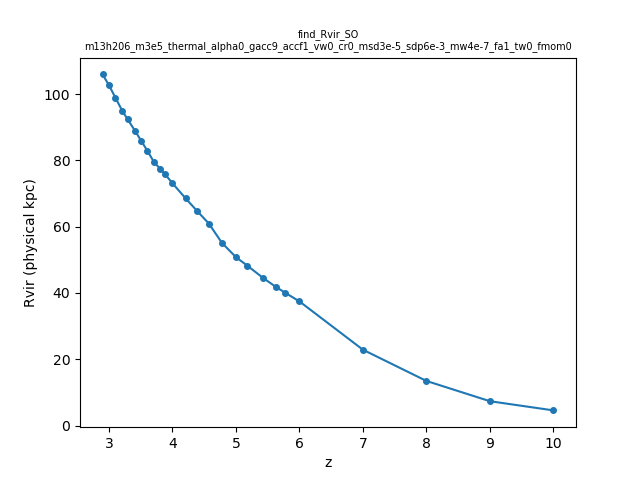 find_Rvir_SO
m13h206_m3e5_thermal_alpha0_gacc9_accf1_vw0_cr0_msd3e-5_sdp6e-3_mw4e-7_fa1_tw0_fmom0
Rvir (physical kpc)
100
80
60
40
20
0
3 4 5 6 7 8 9 10
z